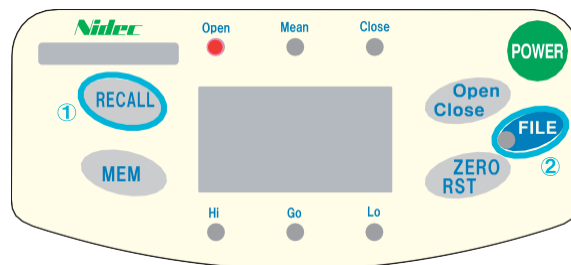 Nidec
Open Mean Close
POWER
① RECALL
Open
Close
FILE
②
MEM
ZERO
RST
Hi Go Lo